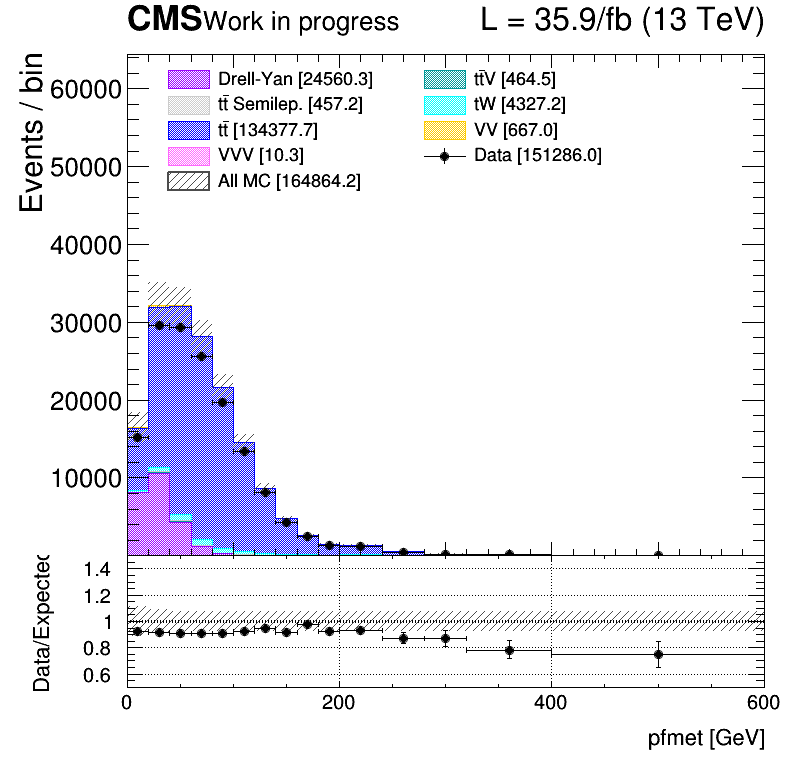 CMS Work in progress L = 35.9/fb (13 TeV)
Events / bin
60000
50000
40000
30000
20000
10000
Drell-Yan [24560.3]
tt̄ Semilep. [457.2]
tt̄ [134377.7]
VVV [10.3]
All MC [164864.2]
tt̄V [464.5]
tW [4327.2]
VV [667.0]
Data [151286.0]
Data/Expected
1.4
1.2
1
0.8
0.6
0 200 400 600
pfmet [GeV]